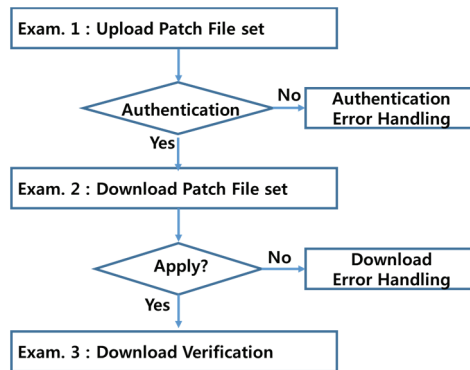 Exam. 1 : Upload Patch File set
Authentication
No
Authentication
Error Handling
Yes
Exam. 2 : Download Patch File set
Apply?
No
Download
Error Handling
Yes
Exam. 3 : Download Verification